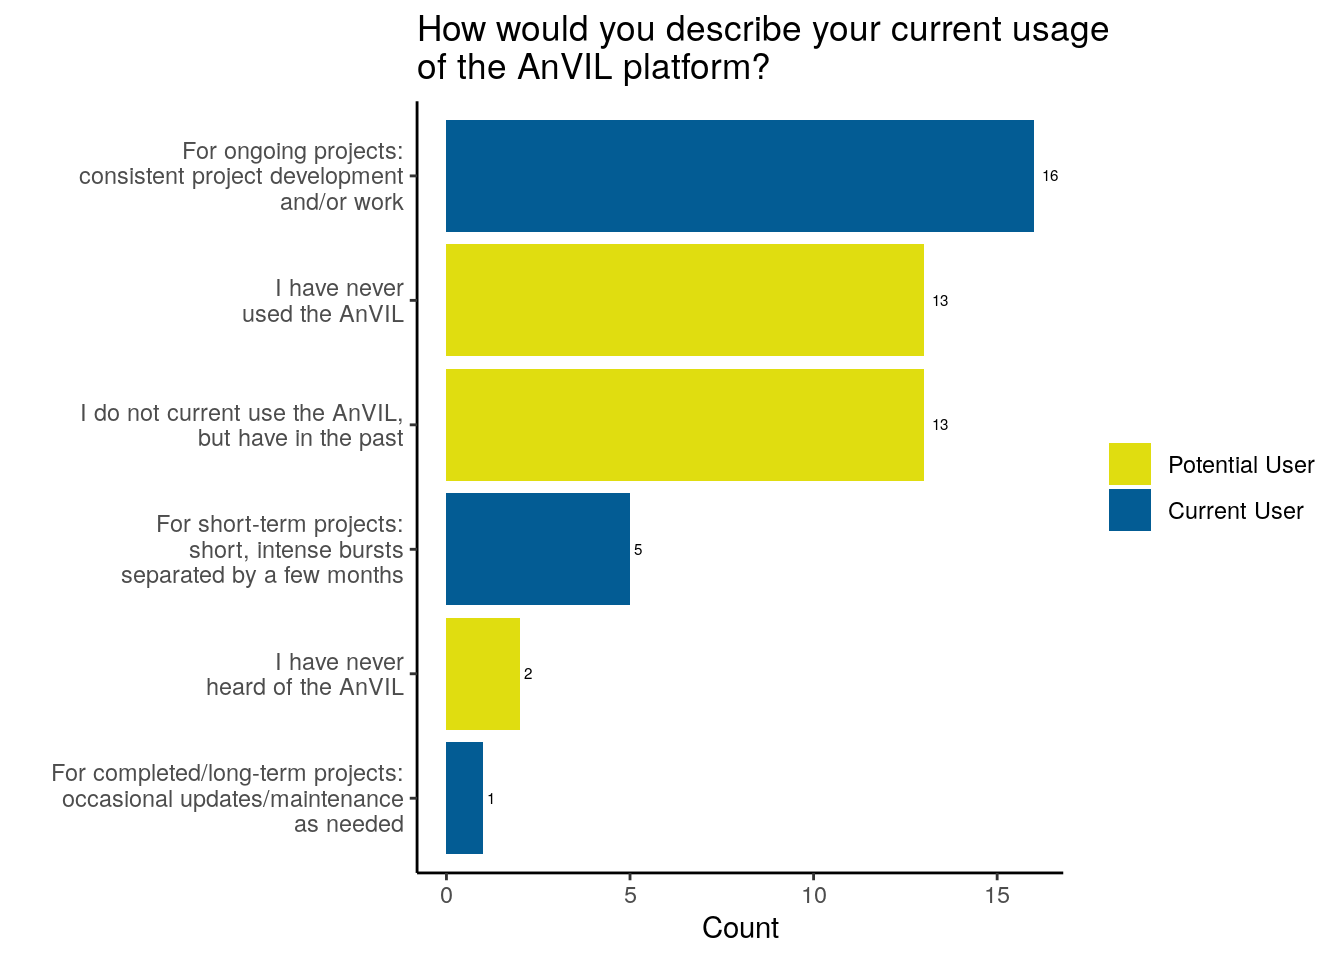 How would you describe your current usage
of the AnVIL platform?
For ongoing projects:
consistent project development
and/or work
16
I have never
used the AnVIL
13
I do not current use the AnVIL,
but have in the past
13
For short-term projects:
short, intense bursts
separated by a few months
5
I have never
heard of the AnVIL
2
For completed/long-term projects:
occasional updates/maintenance
as needed
1
0 5 10 15
Count
Potential User
Current User